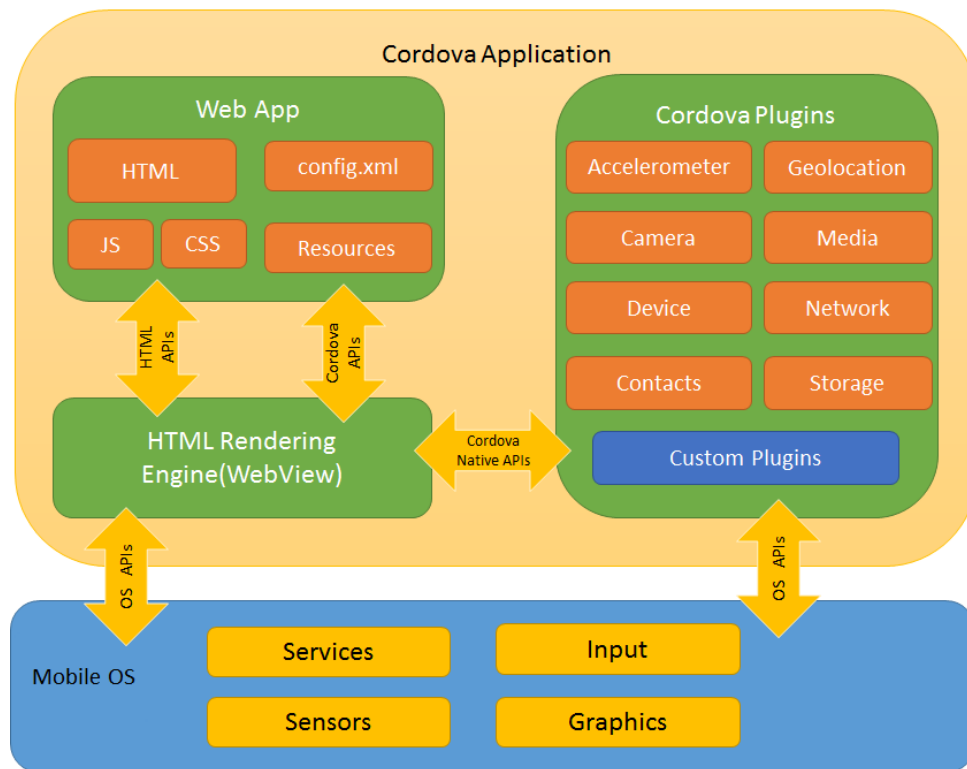 Cordova Application
Web App
HTML
config.xml
JS
CSS
Resources
Cordova Plugins
Accelerometer
Geolocation
Camera
Media
Device
Network
Contacts
Storage
Custom Plugins
HTML
APIs
Cordova
APIs
HTML Rendering
Engine(WebView)
Cordova
Native APIs
OS APIs
OS APIs
Mobile OS
Services
Input
Sensors
Graphics